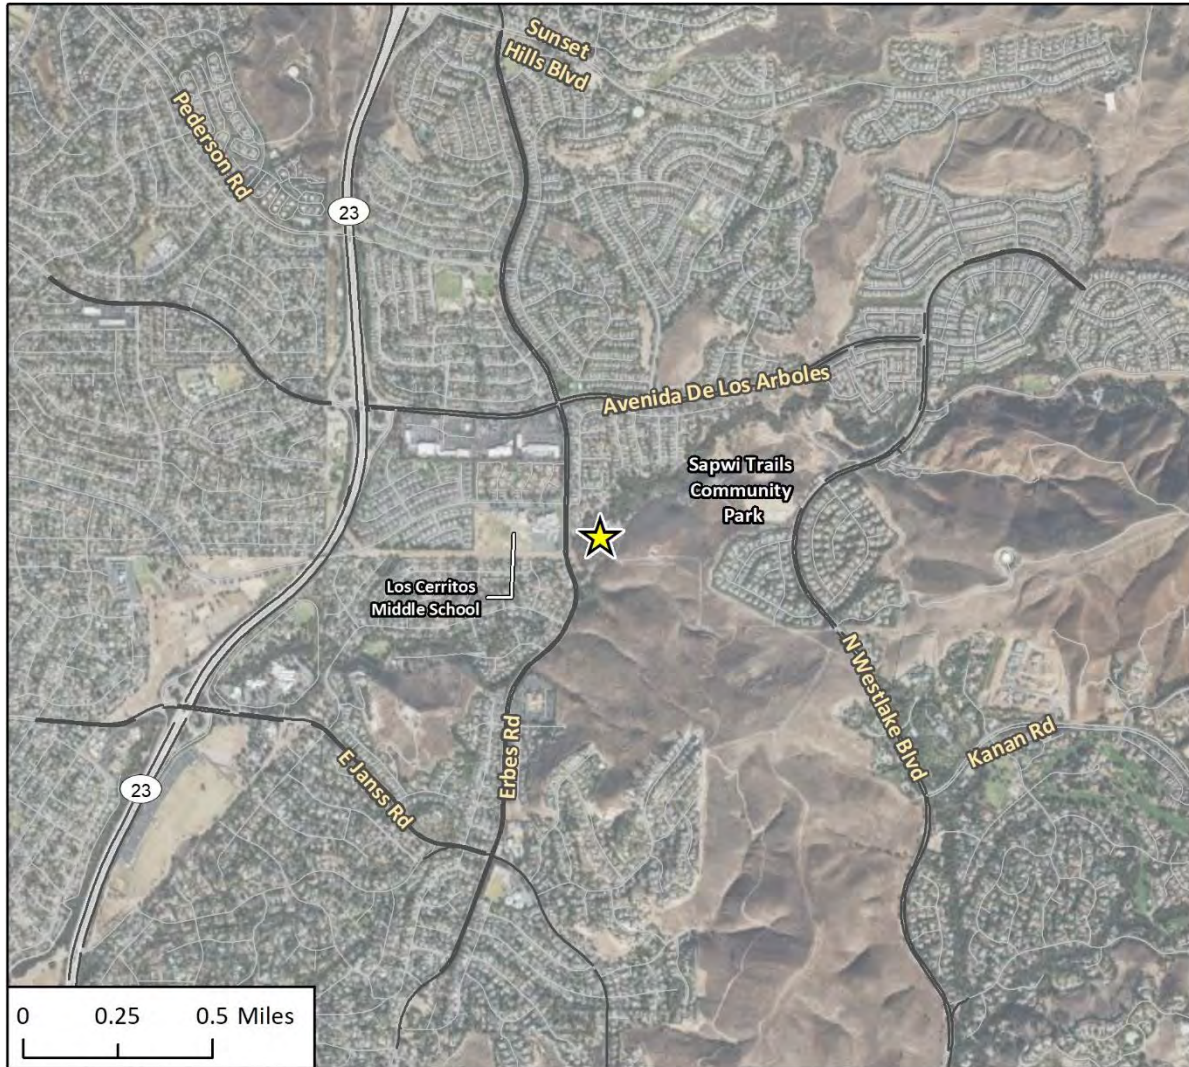 Sunset
Hills Blvd
Pederson Rd
23
Avenida De Los Arboles
Sapwi Trails
Community
Park
Los Cerritos
Middle School
N Westlake Blvd
Kanan Rd
Erbes Rd
E Janss Rd
23
0 0.25 0.5 Miles